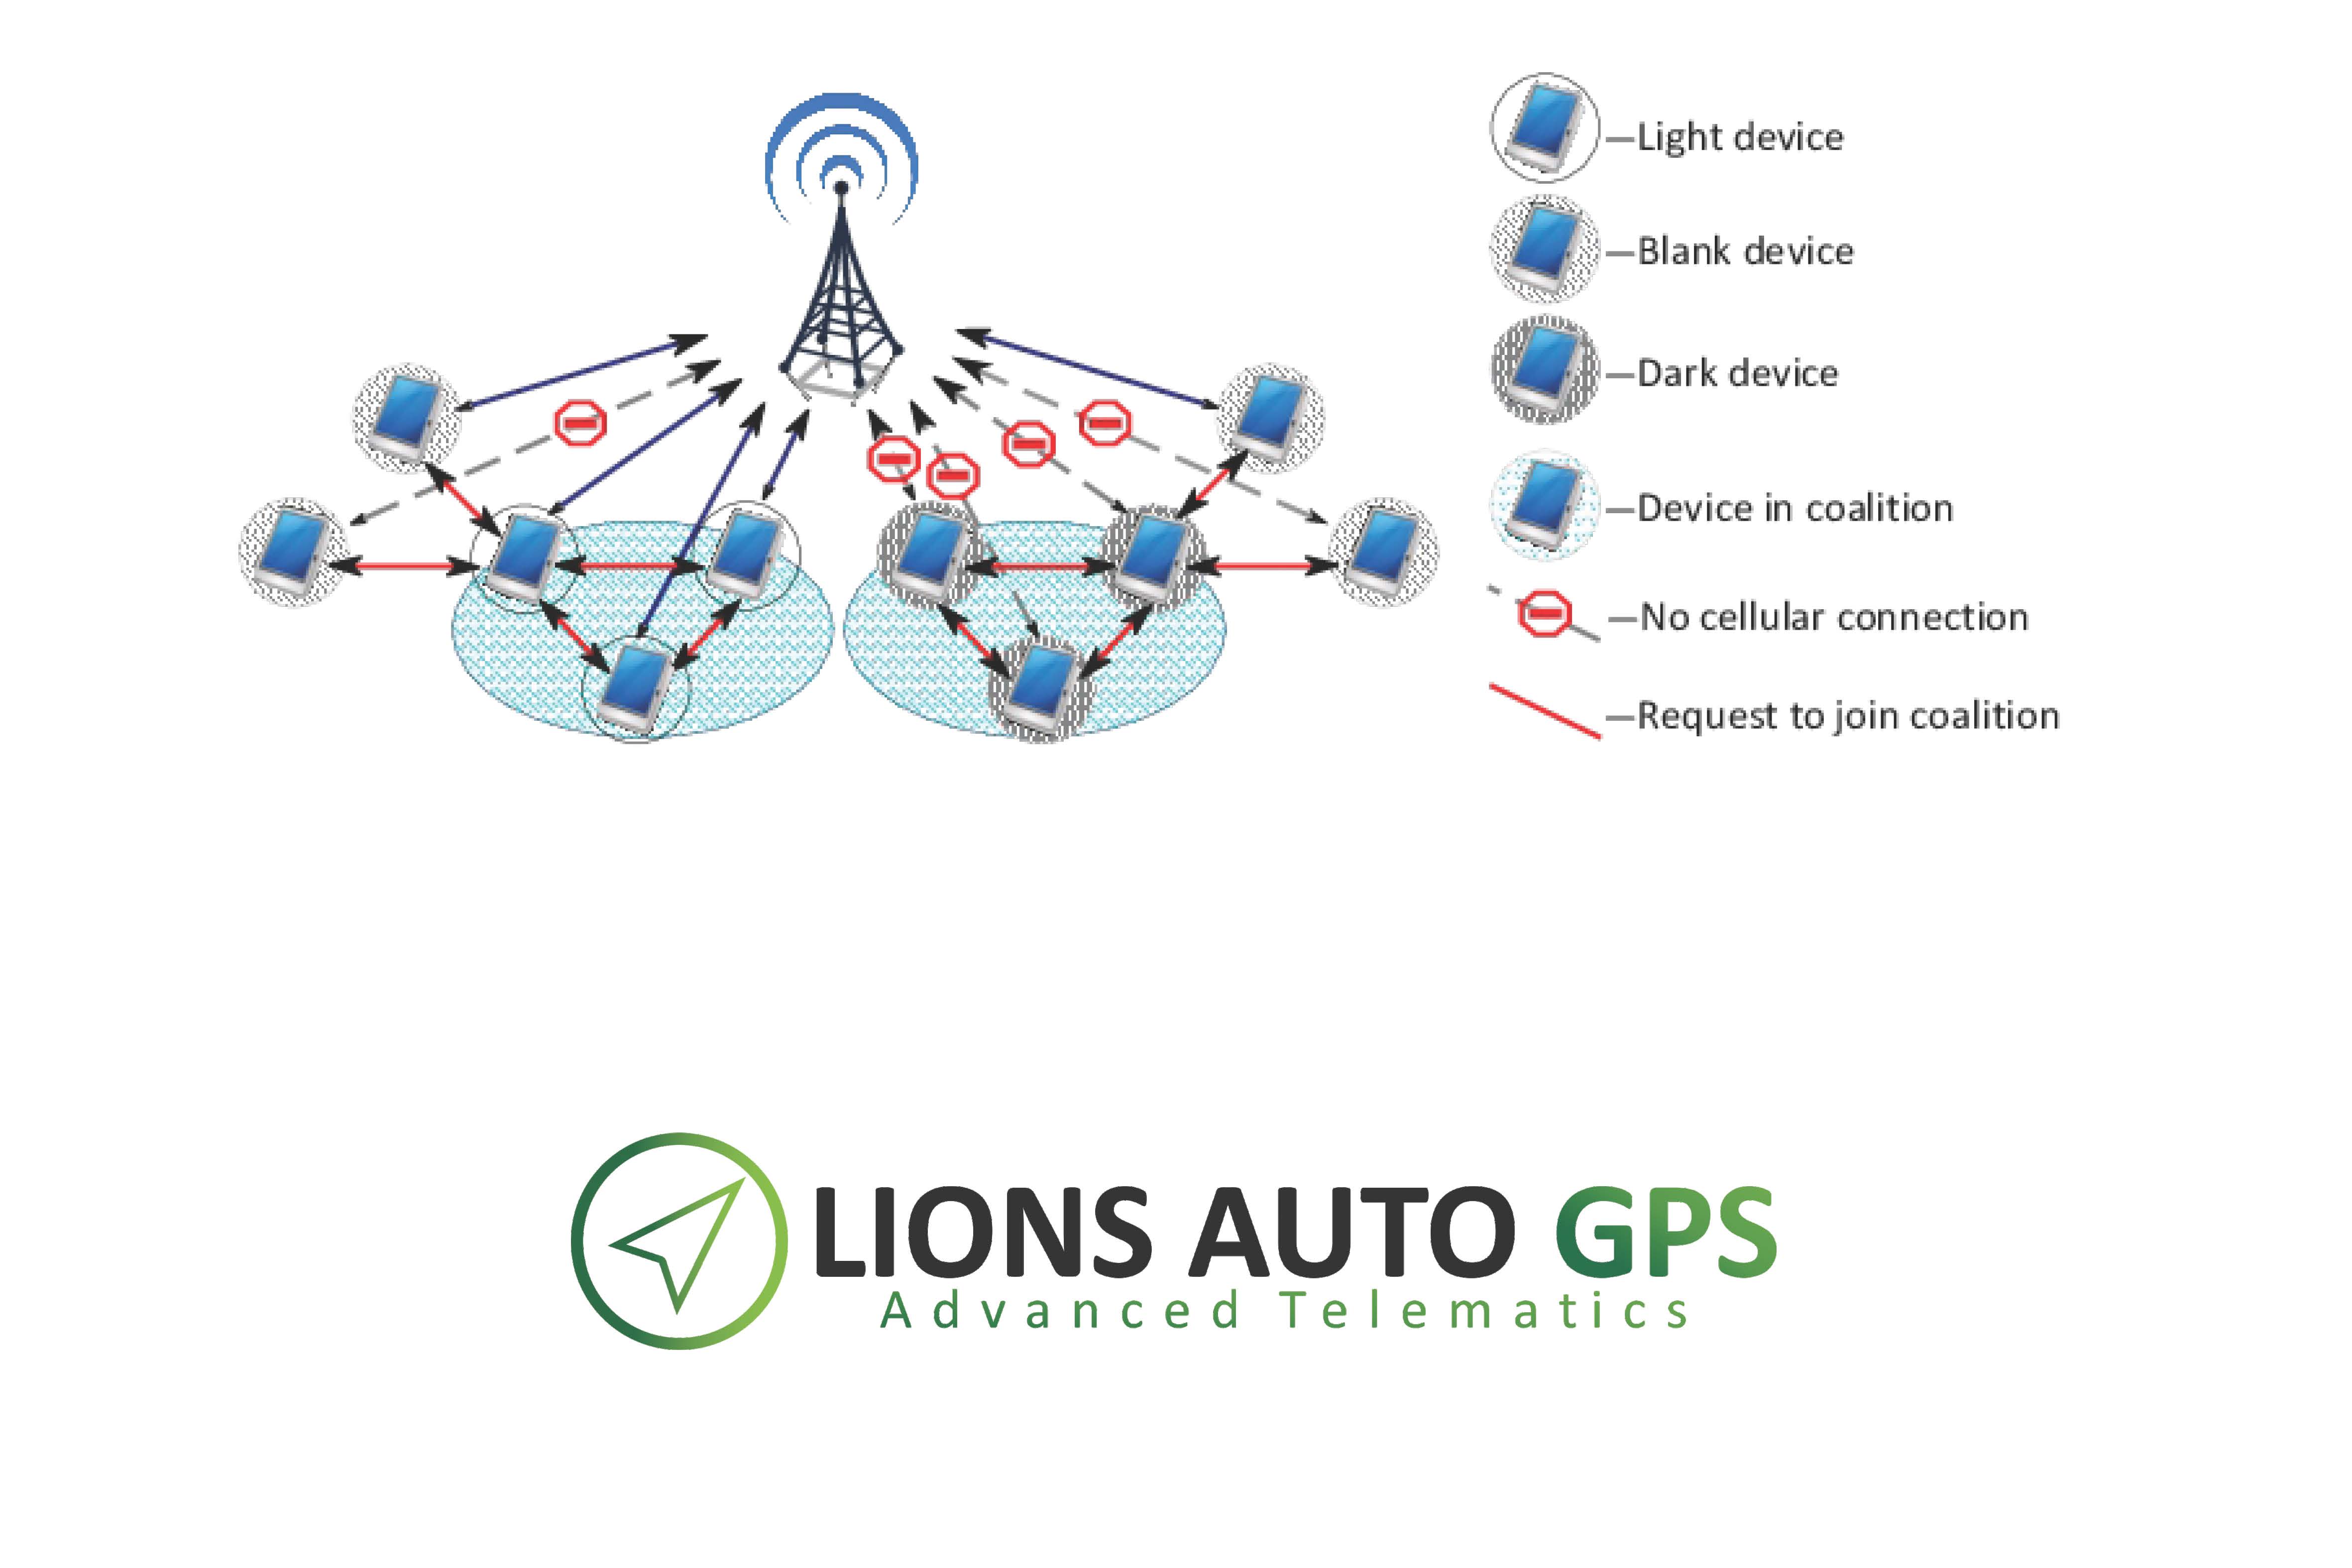 Light device
Blank device
Dark device
Device in coalition
No cellular connection
Request to join coalition
LIONS AUTO GPS
Advanced Telematics